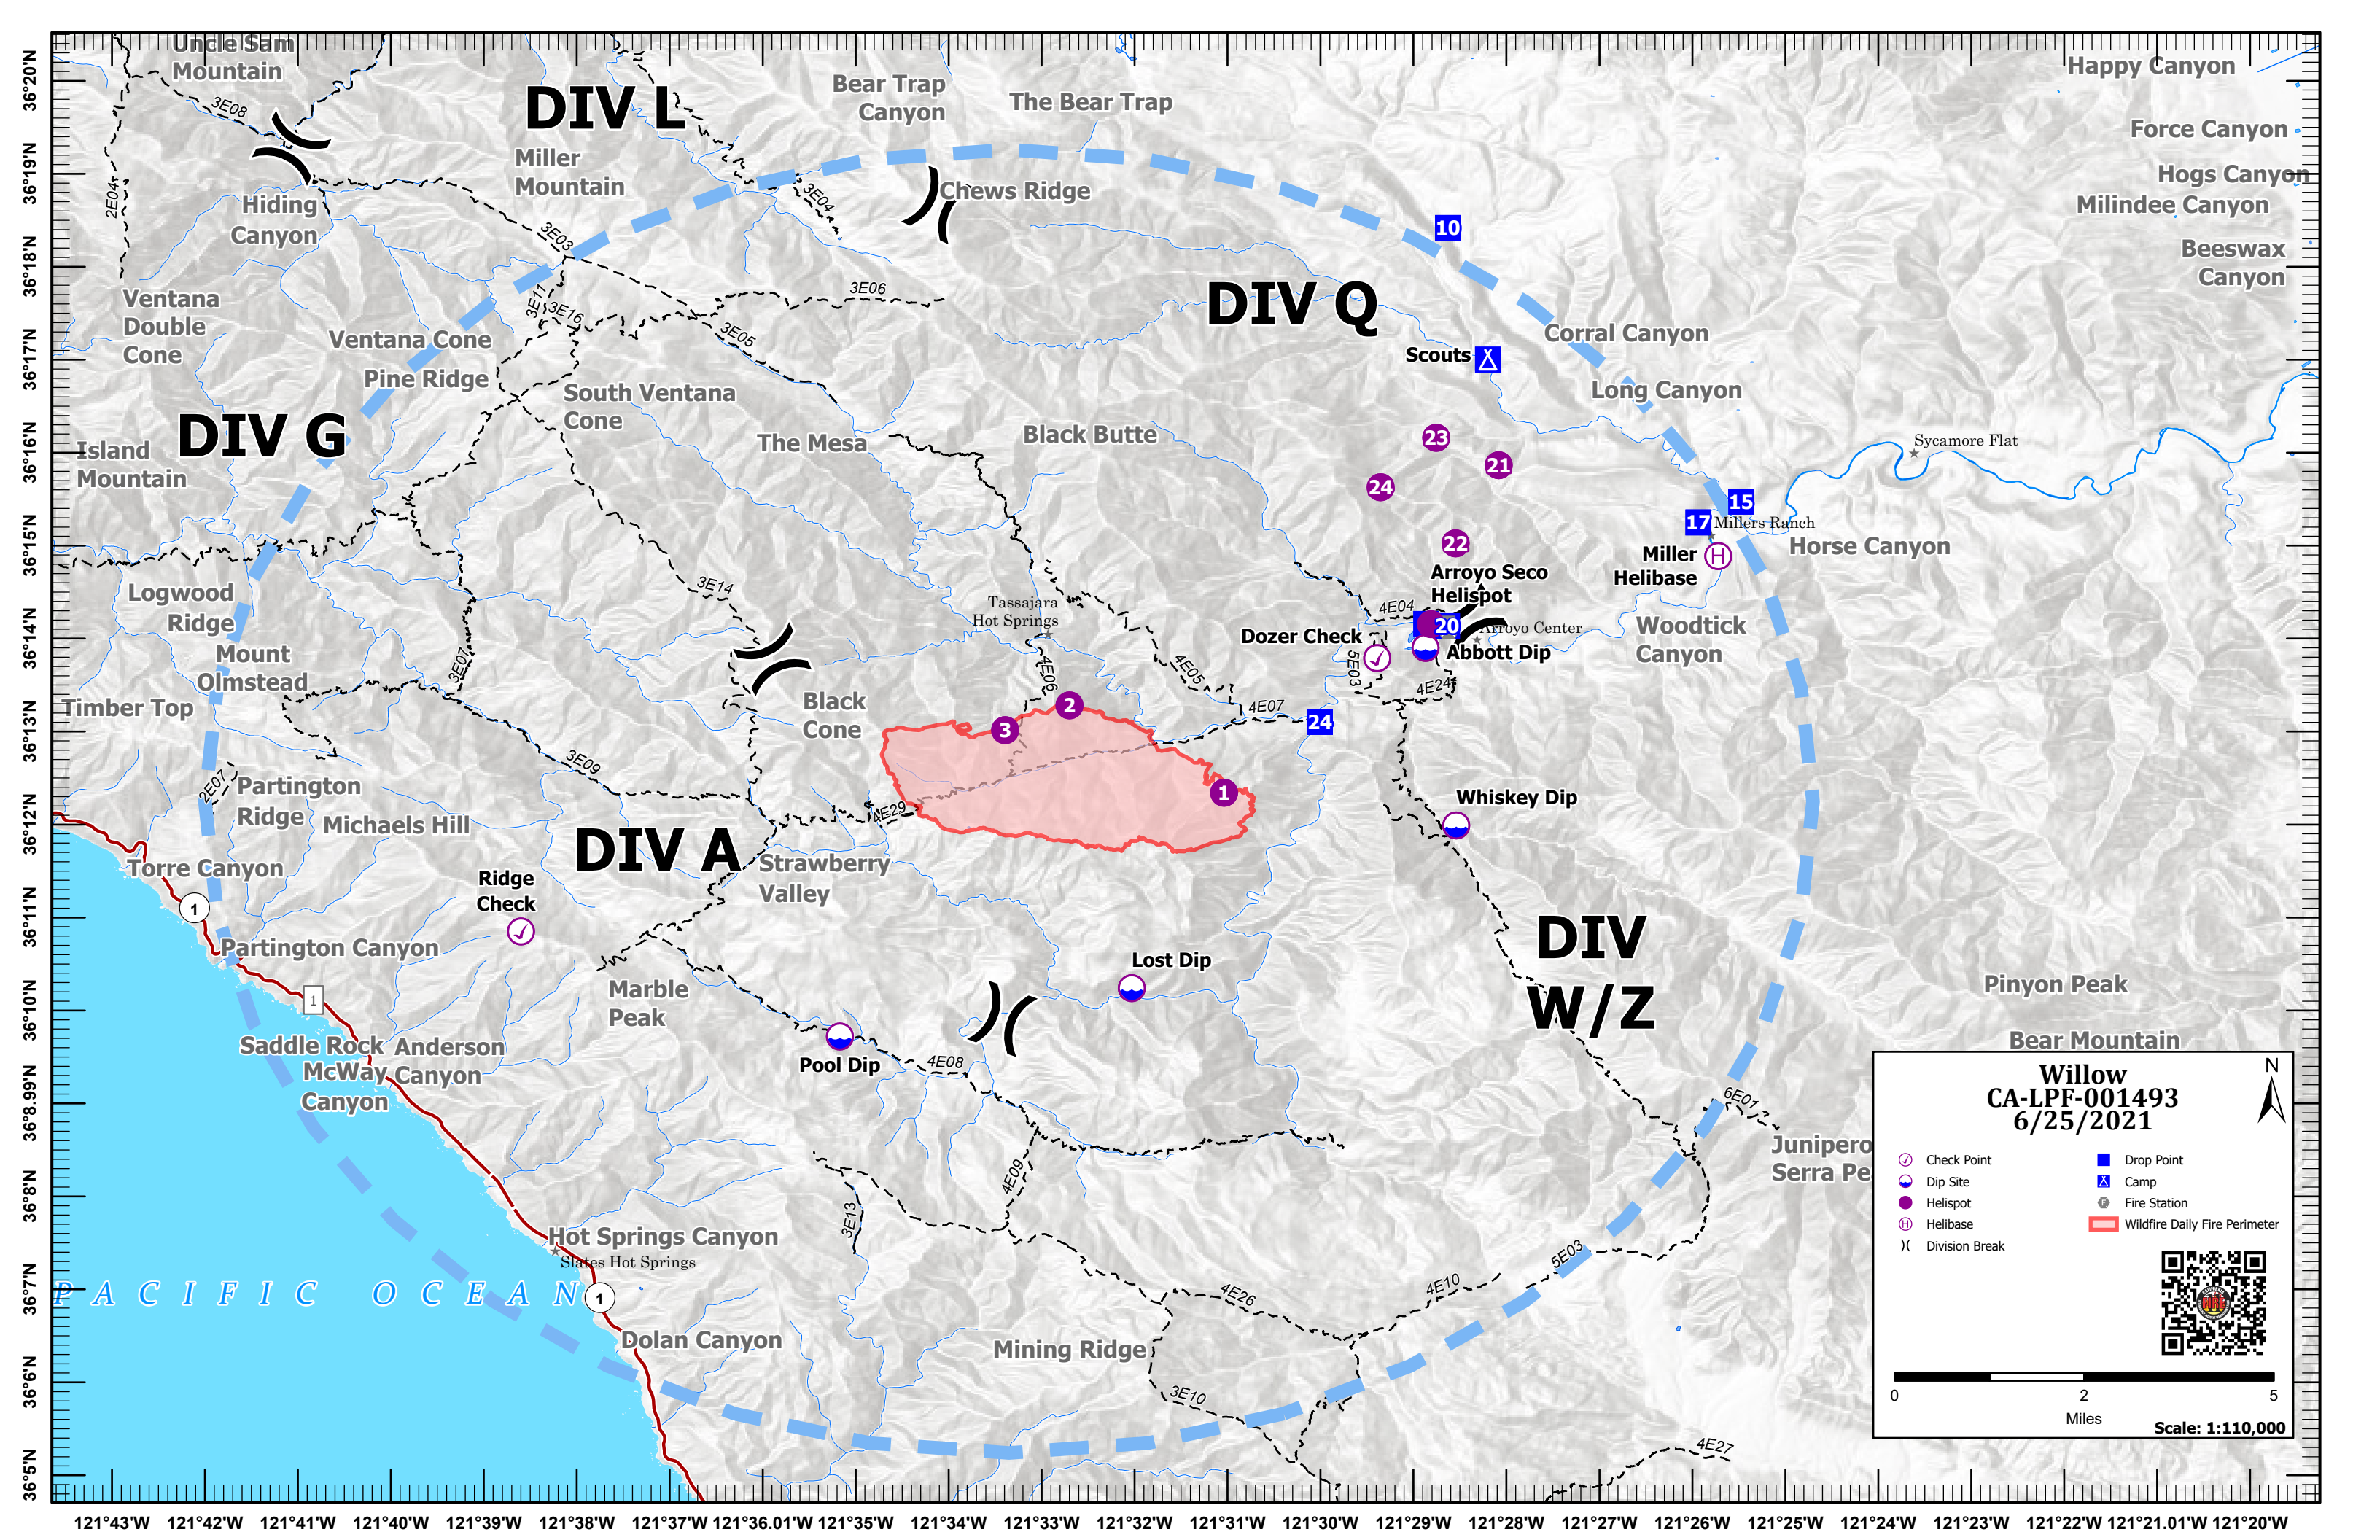 Uncle Sam
Mountain
3E08
2E04
DIV L
Miller
Mountain
Bear Trap
Canyon
The Bear Trap
Happy Canyon
Force Canyon
Hogs Canyon
Milindee Canyon
Beeswax
Canyon
Hiding
Canyon
3E03
3E04
Chews Ridge
10
3E11
3E16
3E06
3E05
DIV Q
Ventana
Double
Cone
Ventana Cone
Pine Ridge
Scouts
Corral Canyon
Long Canyon
DIV G
South Ventana
Cone
Island
Mountain
The Mesa
Black Butte
23
21
24
22
Sycamore Flat
15
17
Millers Ranch
Miller
Helibase
H
Horse Canyon
Logwood
Ridge
3E14
Tassajara
Hot Springs
Arroyo Seco
Helispot
4E04
20
Arroyo Center
Dozer Check
Abbott Dip
Woodtick
Canyon
Mount
Olmstead
3E07
4E06
4E05
5E03
4E24
Timber Top
Black
Cone
2
3
4E07
24
3E09
2E07
Partington
Ridge
Michaels Hill
4E29
1
Whiskey Dip
DIV A
Strawberry
Valley
Torre Canyon
1
Ridge
Check
Partington Canyon
DIV
W/Z
Lost Dip
Marble
Peak
1
Pinyon Peak
Bear Mountain
Saddle Rock
Anderson
Canyon
McWay
Canyon
Pool Dip
4E08
6E01
Junipero
Serra Pe
4E09
3E13
Hot Springs Canyon
Slates Hot Springs
5E03
PACIFIC OCEAN
1
4E26
4E10
Dolan Canyon
Mining Ridge
3E10
4E27
Willow
CA-LPF-001493
6/25/2021
N
Check Point
Dip Site
Helispot
H Helibase
)( Division Break
Drop Point
Camp
F Fire Station
Wildfire Daily Fire Perimeter
0 2 5
Miles
Scale: 1:110,000
36°20'N
36°19'N
36°18'N
36°17'N
36°16'N
36°15'N
36°14'N
36°13'N
36°12'N
36°11'N
36°10'N
36°8.99'N
36°8'N
36°7'N
36°6'N
36°5'N
121°43'W 121°42'W 121°41'W 121°40'W 121°39'W 121°38'W 121°37'W 121°36.01'W 121°35'W 121°34'W 121°33'W 121°32'W 121°31'W 121°30'W 121°29'W 121°28'W 121°27'W 121°26'W 121°25'W 121°24'W 121°23'W 121°22'W 121°21.01'W 121°20'W